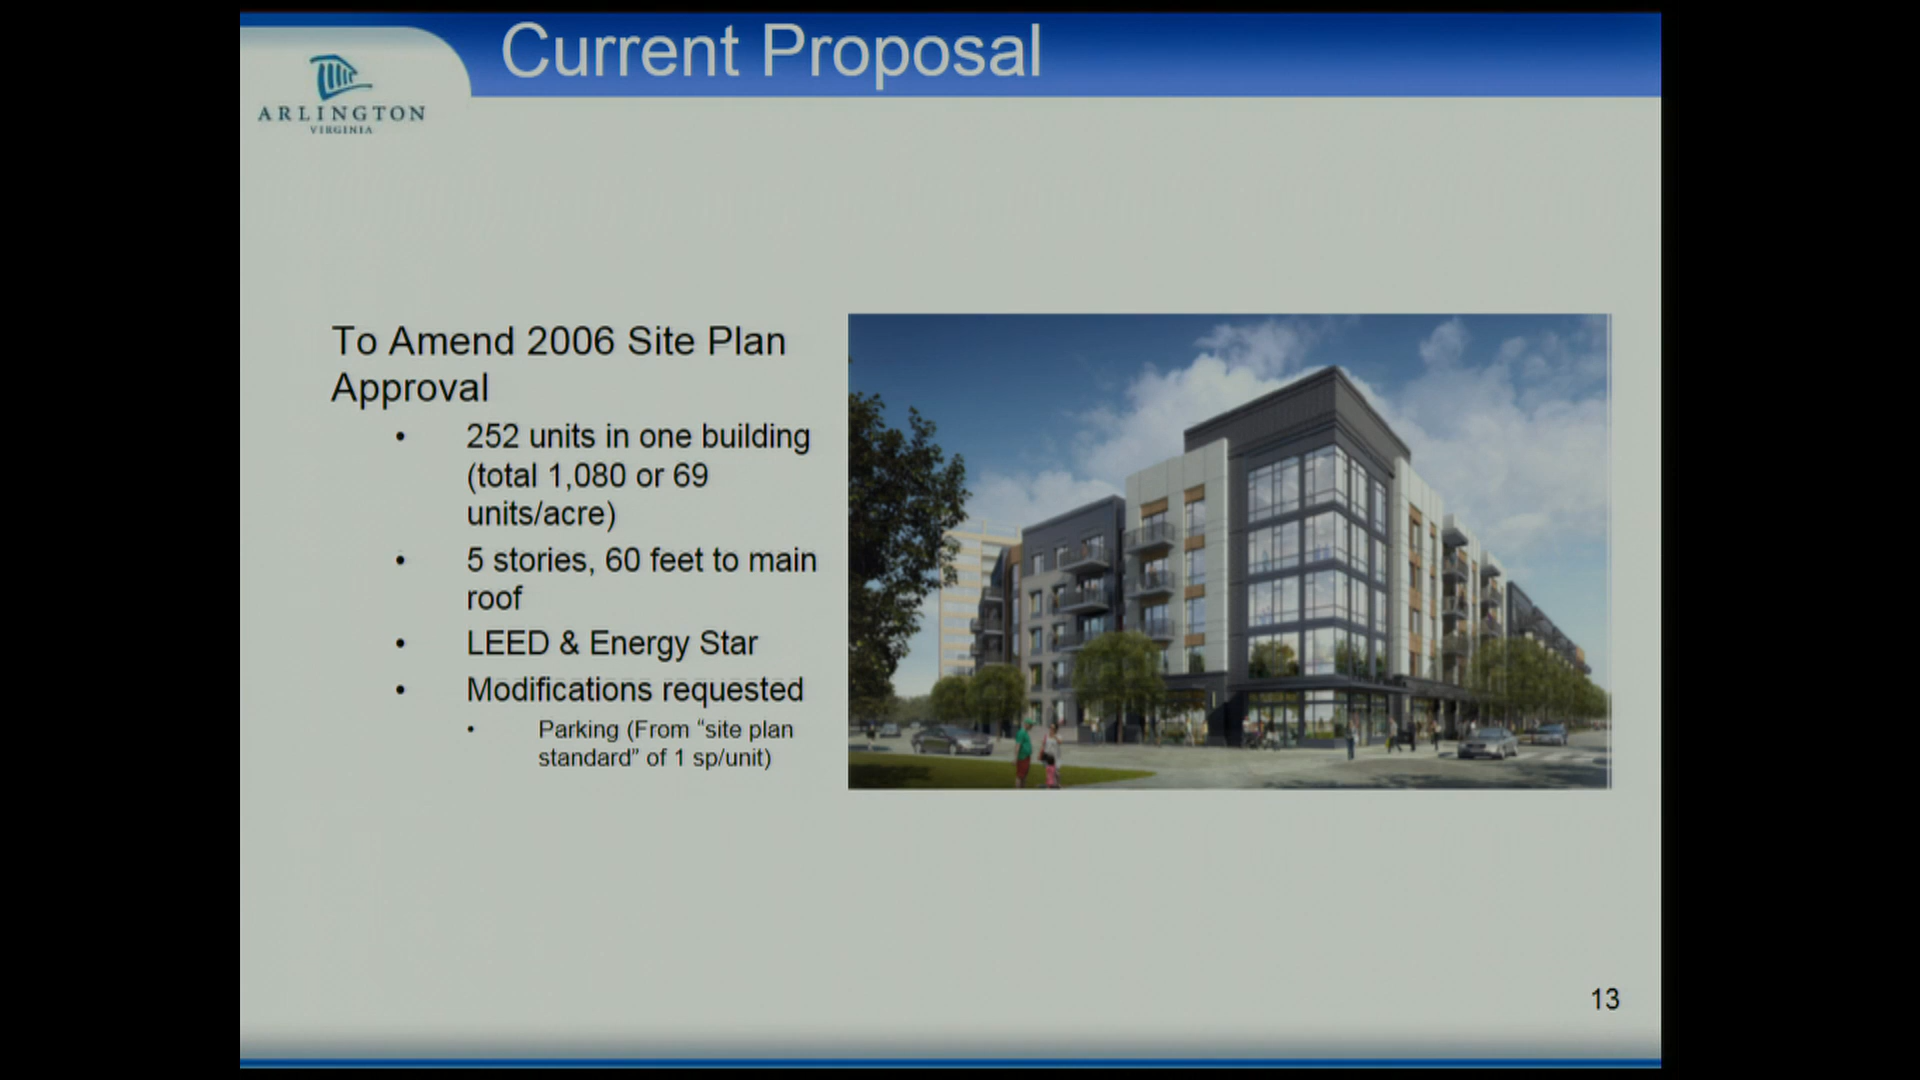 Current Proposal
ARLINGTON
VIRGINIA
To Amend 2006 Site Plan
Approval
• 252 units in one building
(total 1,080 or 69
units/acre)
• 5 stories, 60 feet to main
roof
• LEED & Energy Star
• Modifications requested
• Parking (From “site plan
standard” of 1 sp/unit)
13